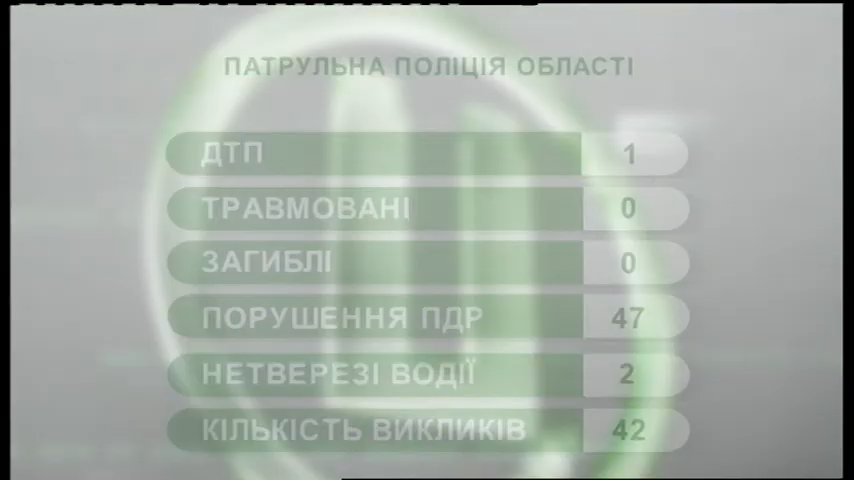 ПАТРУЛЬНА ПОЛІЦІЯ ОБЛАСТІ
ДТП 1
ТРАВМОВАНІ 0
ЗАГИБЛІ 0
ПОРУШЕННЯ ПДР 47
НЕТВЕРЕЗІ ВОДІЇ 2
КІЛЬКІСТЬ ВИКЛИКІВ 42